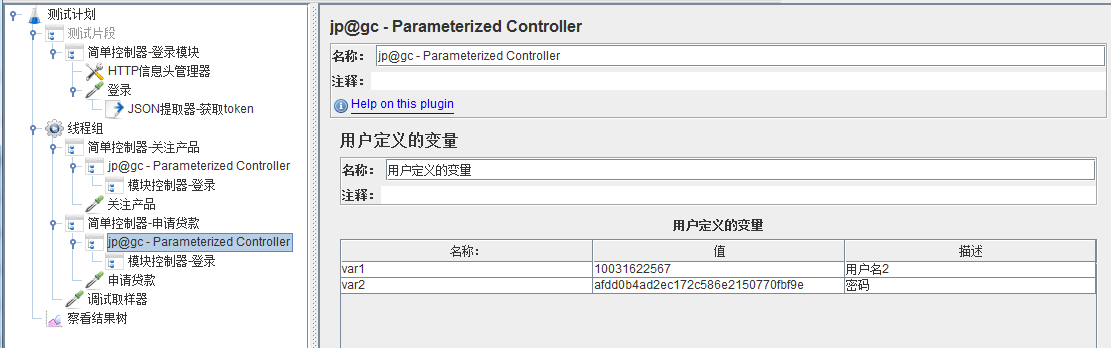 测试计划
测试片段
简单控制器-登录模块
HTTP信息头管理器
登录
JSON提取器-获取token
线程组
简单控制器-关注产品
jp@gc - Parameterized Controller
模块控制器-登录
关注产品
简单控制器-申请贷款
jp@gc - Parameterized Controller
模块控制器-登录
申请贷款
调试取样器
察看结果树
jp@gc - Parameterized Controller
名称： jp@gc - Parameterized Controller
注释：
Help on this plugin
用户定义的变量
名称： 用户定义的变量
注释：
用户定义的变量
名称： 值 描述
var1 10031622567 用户名2
var2 afdd0b4ad2ec172c586e2150770fbf9e 密码